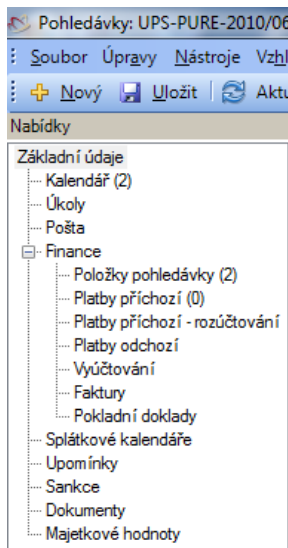 Pohledávky: UPS-PURE-2010/06
Soubor Úpravy Nástroje Vzhl
Nový Uložit Aktu
Nabídky
Základní údaje
Kalendář (2)
Úkoly
Pošta
Finance
Položky pohledávky (2)
Platby příchozí (0)
Platby příchozí - rozúčtování
Platby odchozí
Vyúčtování
Faktury
Pokladní doklady
Splátkové kalendáře
Upomínky
Sankce
Dokumenty
Majetkové hodnoty